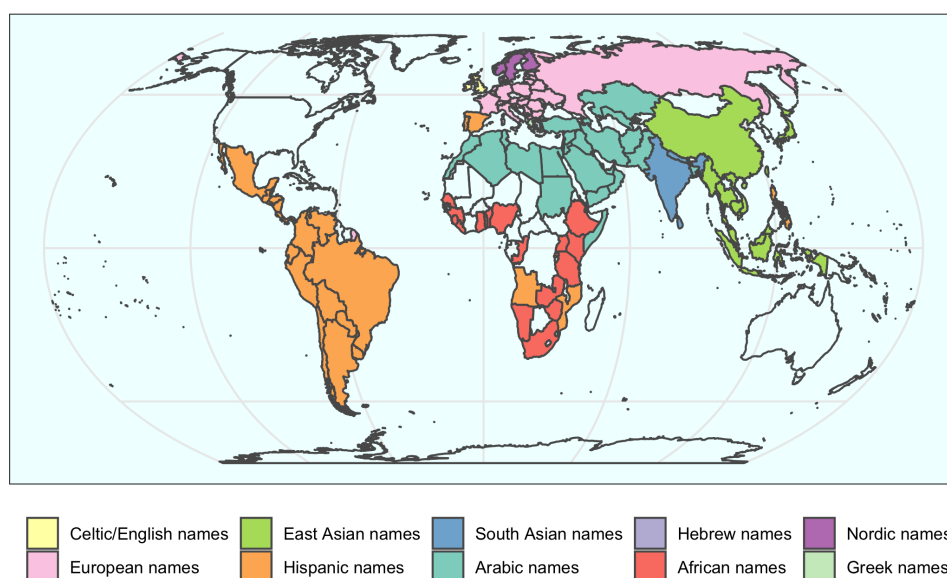 Celtic/English names East Asian names South Asian names Hebrew names Nordic names
European names Hispanic names Arabic names African names Greek names